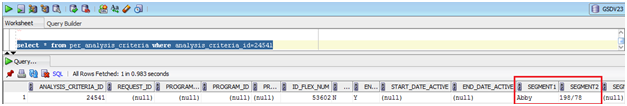 GSDV23
Worksheet Query Builder
select * from per_analysis_criteria where analysis_criteria_id=24541
Query...
SQL | All Rows Fetched: 1 in 0.983 seconds
ANALYSIS_CRITERIA_ID REQUEST_ID PROGRAM... PROGRAM_ID PR... ID_FLEX_NUM ... EN... START_DATE_ACTIVE END_DATE_ACTIVE SEGMENT1 SEGMENT2 SEG
1 24541 (null) (null) (null) (null) 53602 N Y (null) (null) Abby 198/78 (null)